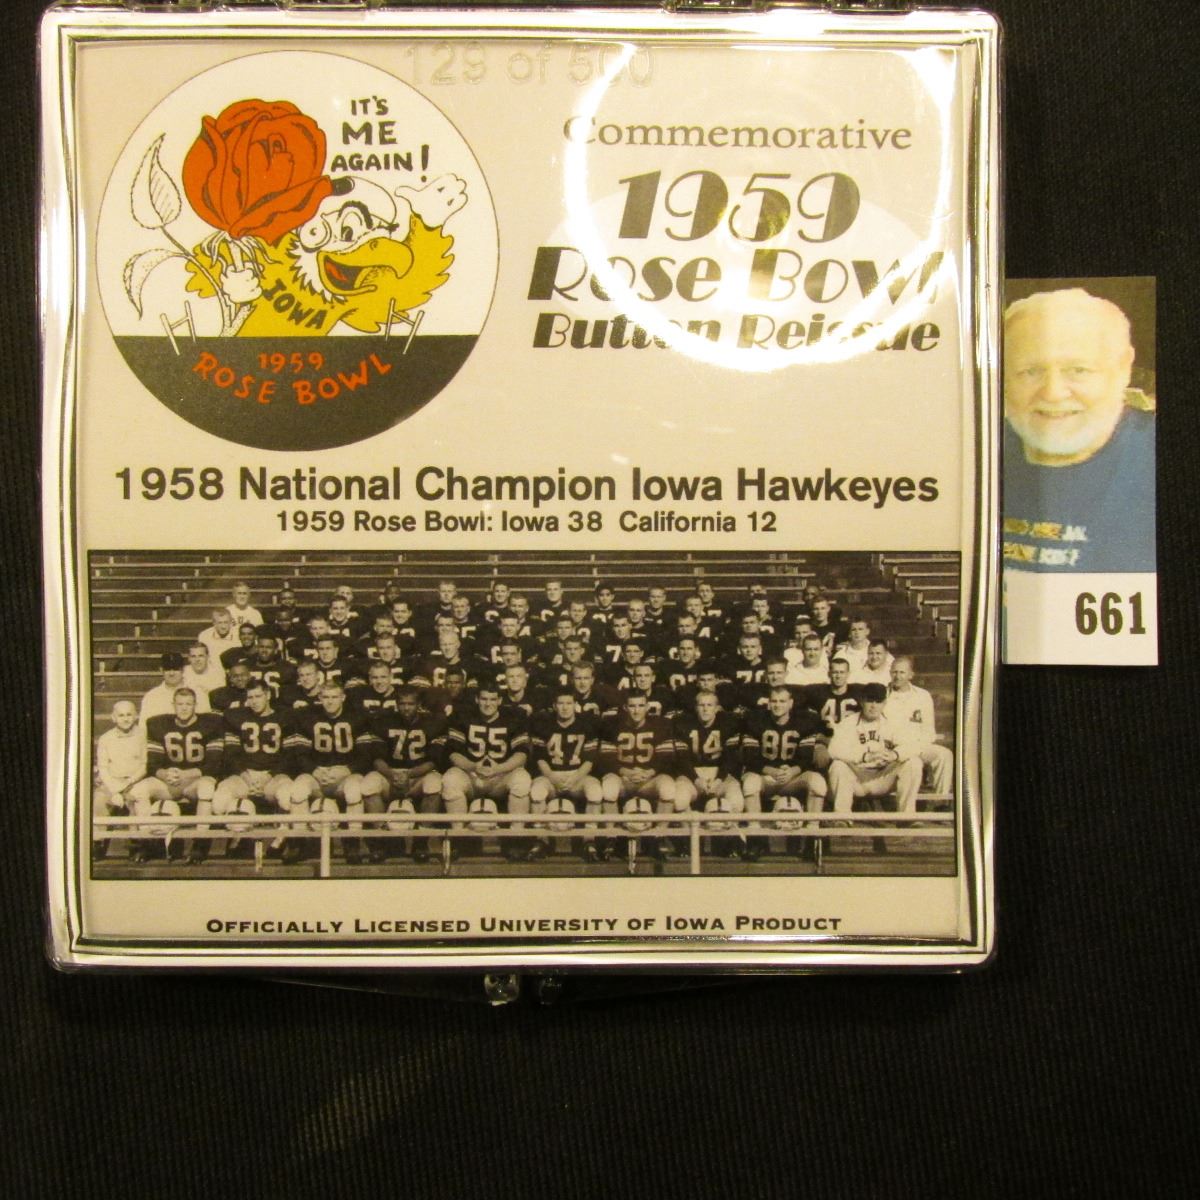 129 of 500
IT'S
ME
AGAIN!
IOWA
1959
ROSE BOWL
Commemorative
1959
Rose Bowl
Button Reissue
1958 National Champion Iowa Hawkeyes
1959 Rose Bowl: Iowa 38 California 12
66 33 60 72 55 47 25 14 86 46
Officially Licensed University of Iowa Product
661